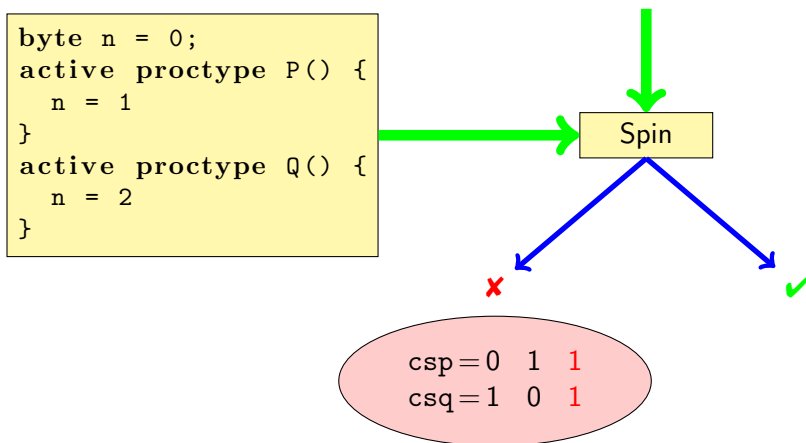 byte n = 0;
active proctype P() {
  n = 1
}
active proctype Q() {
  n = 2
}
Spin
✘
✔
csp=0 1 1
csq=1 0 1